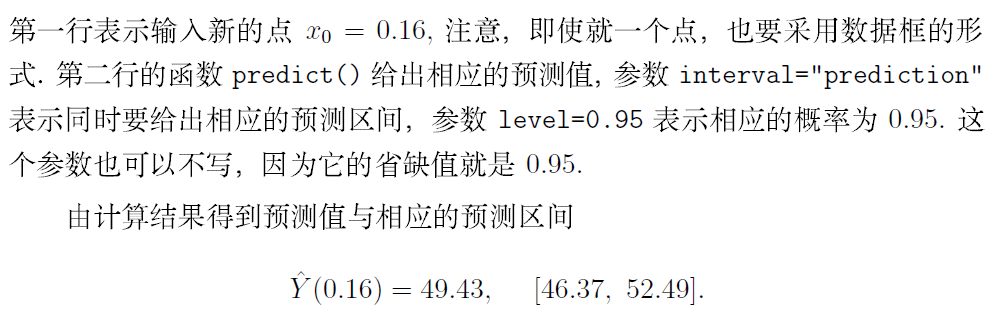 第一行表示输入新的点 x₀ = 0.16, 注意，即使就一个点，也要采用数据框的形
式. 第二行的函数 predict() 给出相应的预测值, 参数 interval="prediction"
表示同时要给出相应的预测区间，参数 level=0.95 表示相应的概率为 0.95. 这
个参数也可以不写，因为它的省缺值就是 0.95.
由计算结果得到预测值与相应的预测区间
Ŷ(0.16) = 49.43, [46.37, 52.49].